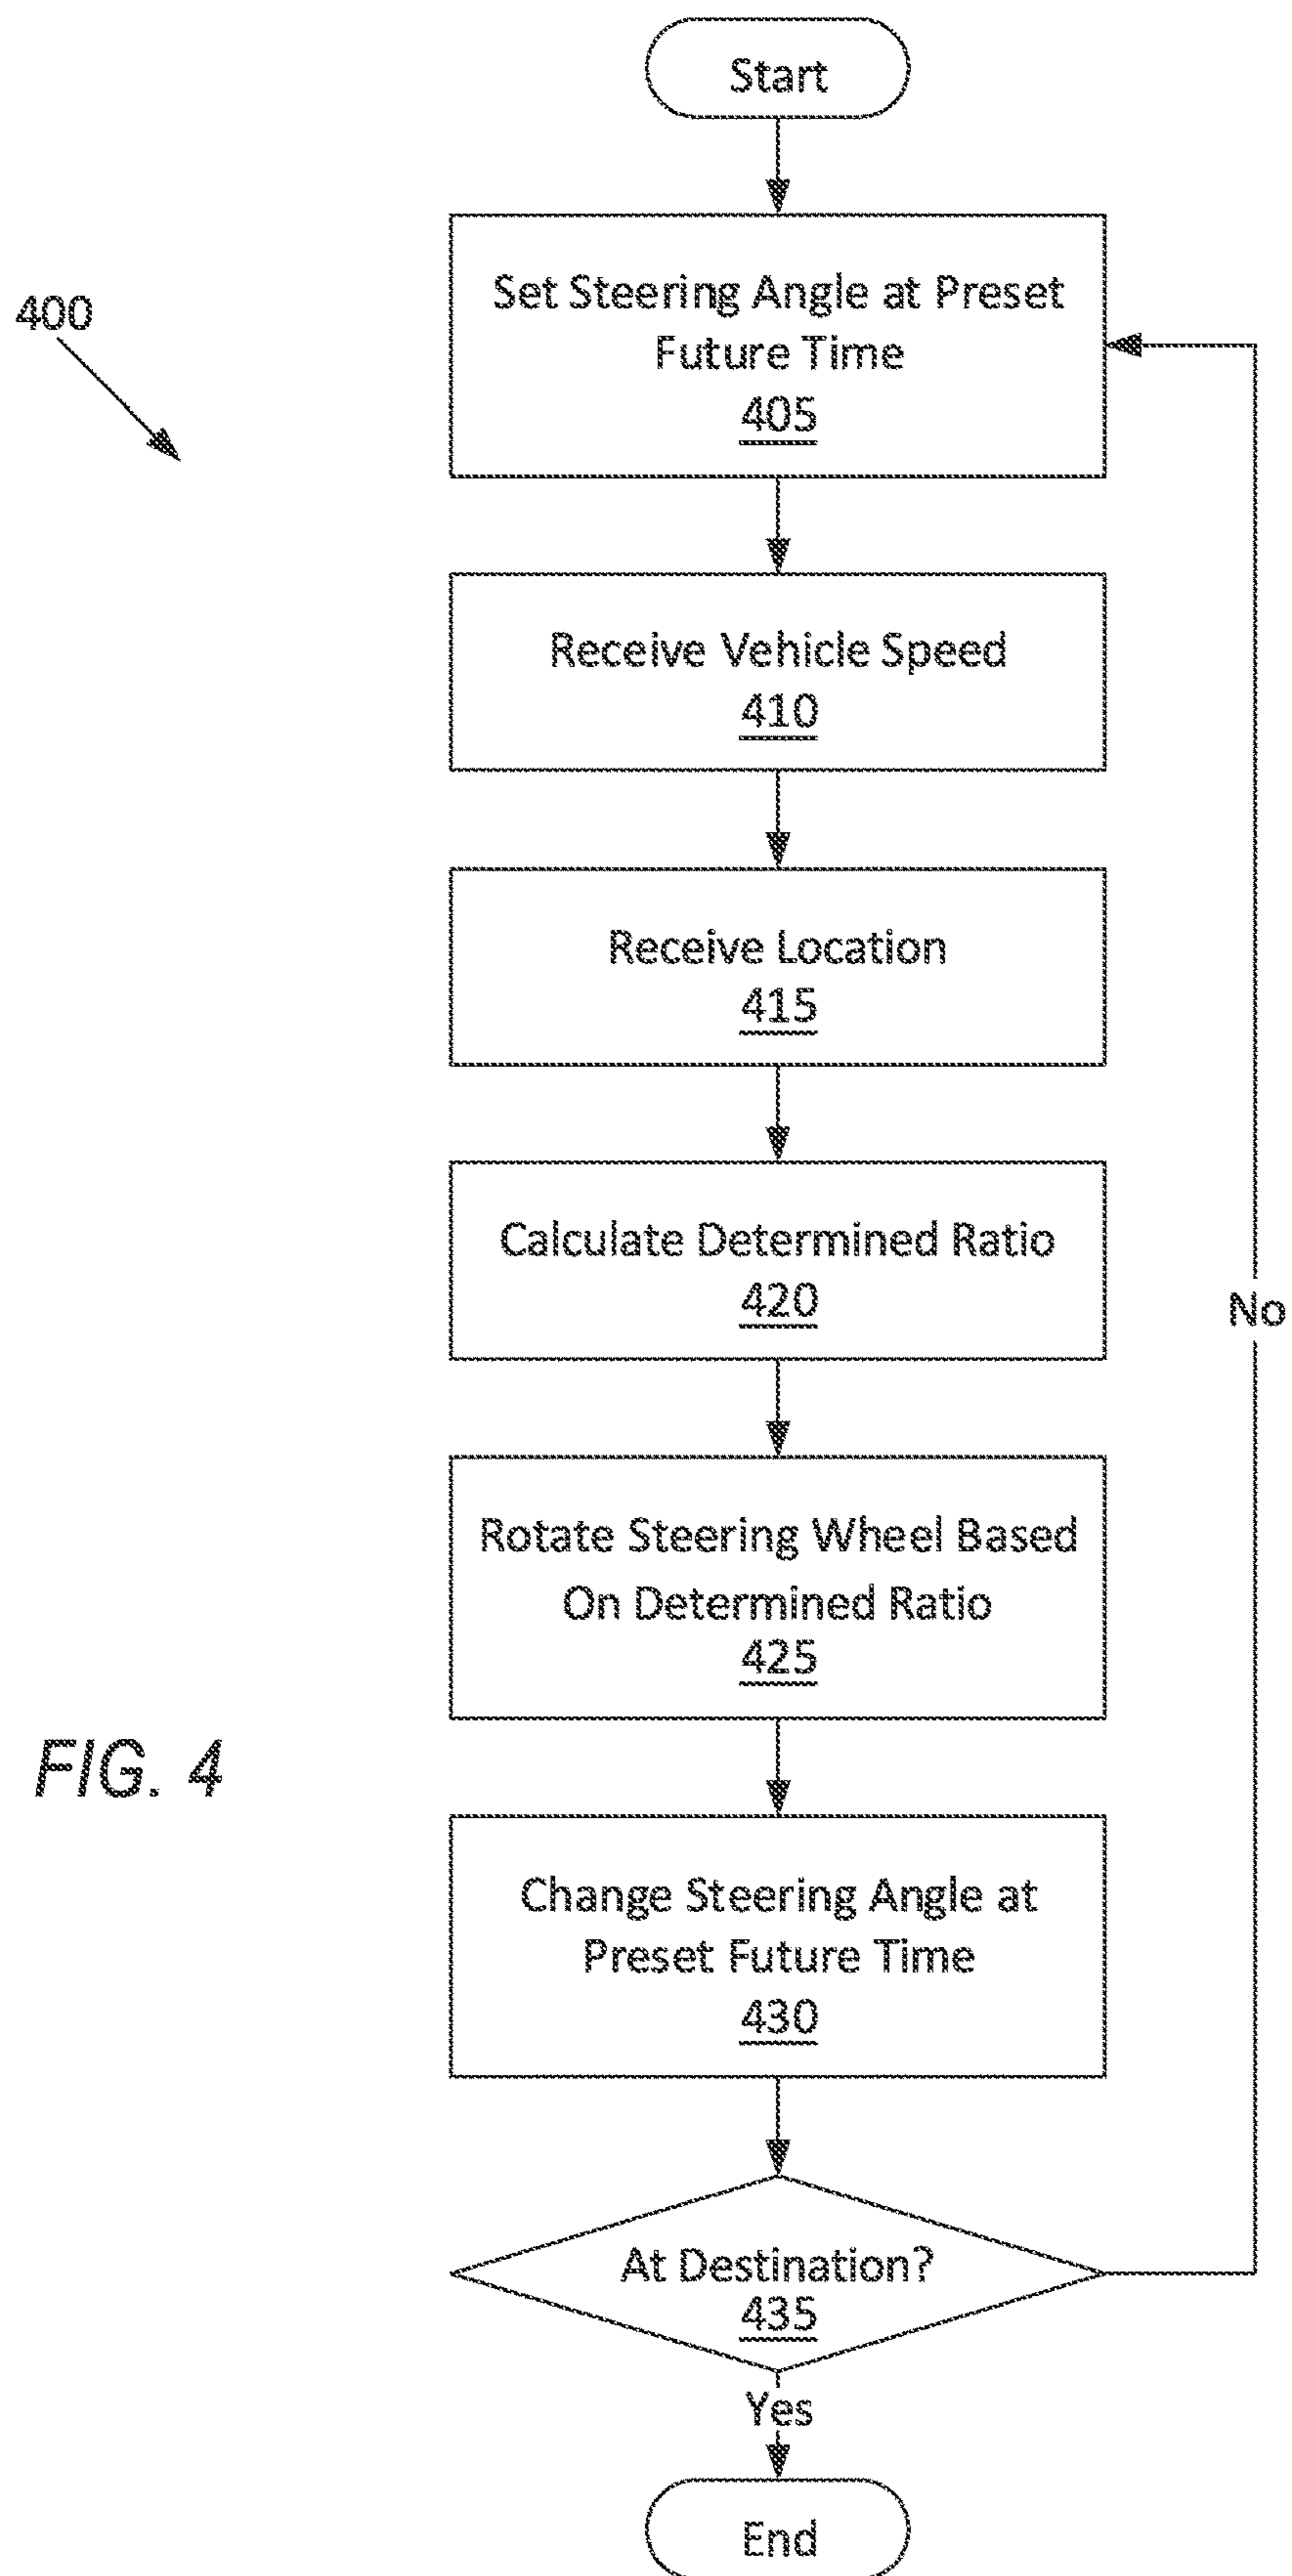 Start
400
Set Steering Angle at Preset
Future Time
405
Receive Vehicle Speed
410
Receive Location
415
Calculate Determined Ratio
420
No
Rotate Steering Wheel Based
On Determined Ratio
425
FIG. 4
Change Steering Angle at
Preset Future Time
430
At Destination?
435
Yes
End